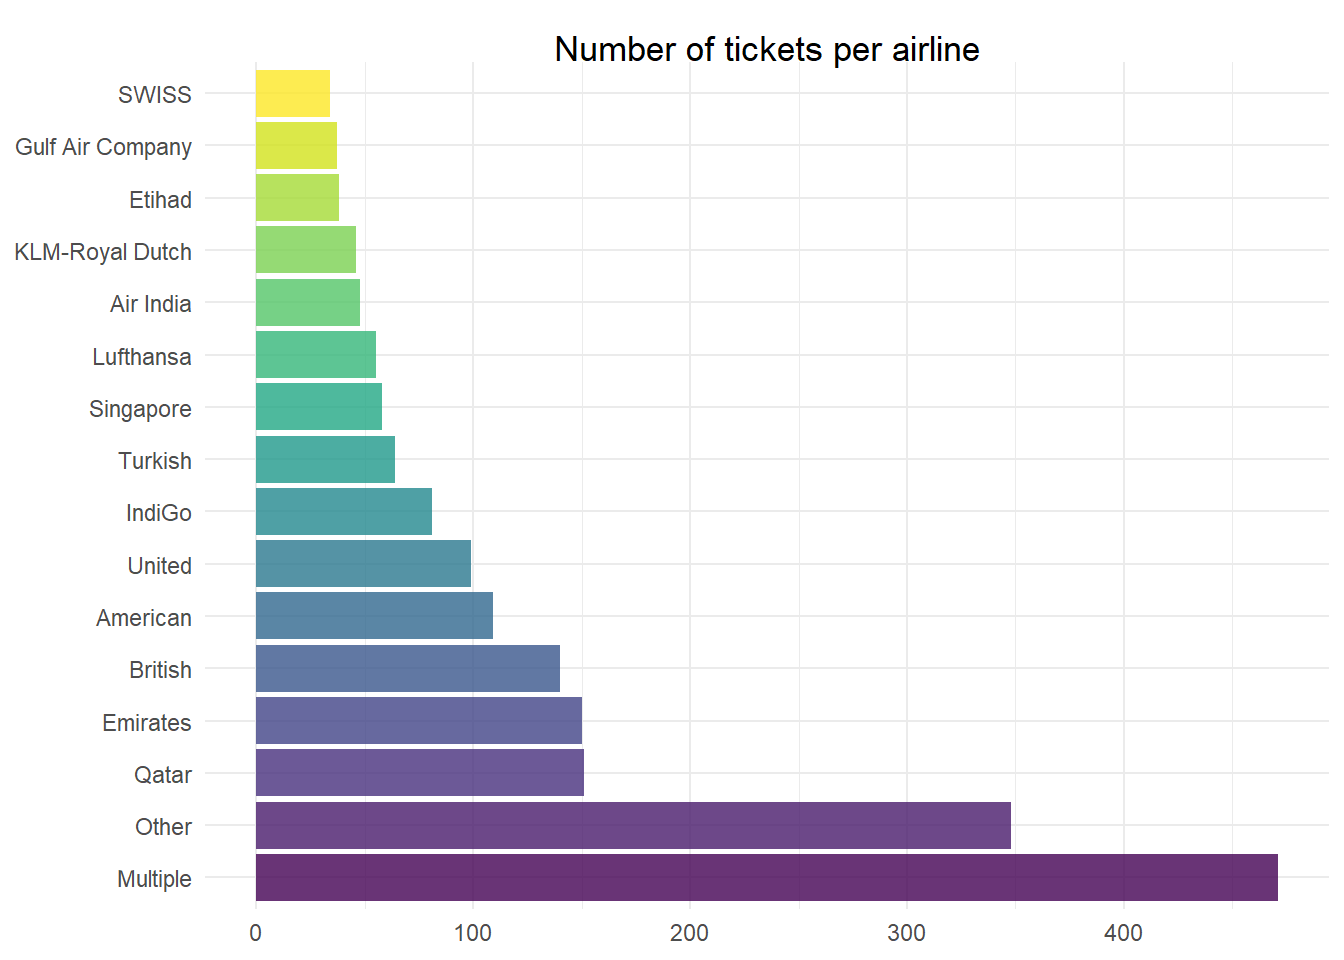 Number of tickets per airline
SWISS
Gulf Air Company
Etihad
KLM-Royal Dutch
Air India
Lufthansa
Singapore
Turkish
IndiGo
United
American
British
Emirates
Qatar
Other
Multiple
0 100 200 300 400